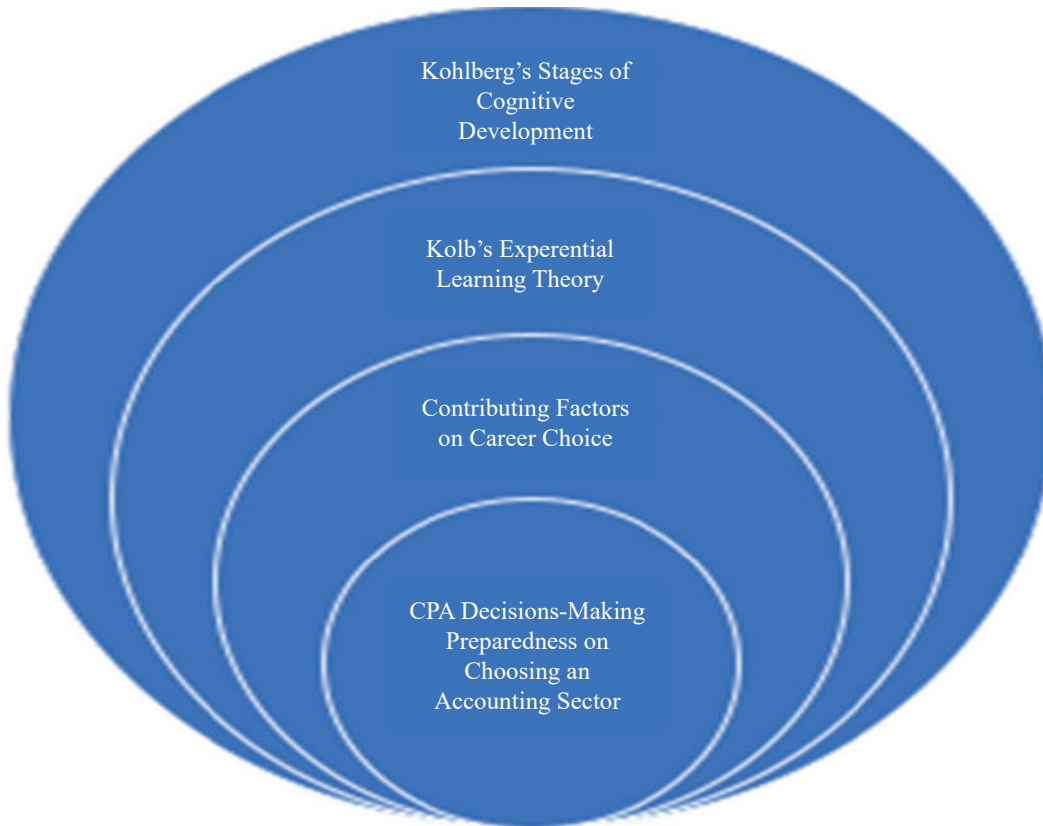 Kohlberg’s Stages of
Cognitive
Development
Kolb’s Experential
Learning Theory
Contributing Factors
on Career Choice
CPA Decisions-Making
Preparedness on
Choosing an
Accounting Sector